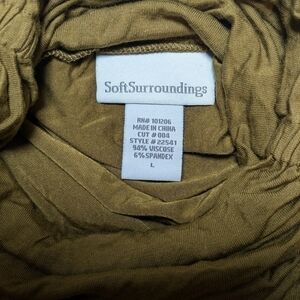 SoftSurroundings
RN# 101206
MADE IN CHINA
CUT # 004
STYLE # 22541
94% VISCOSE
6% SPANDEX
L